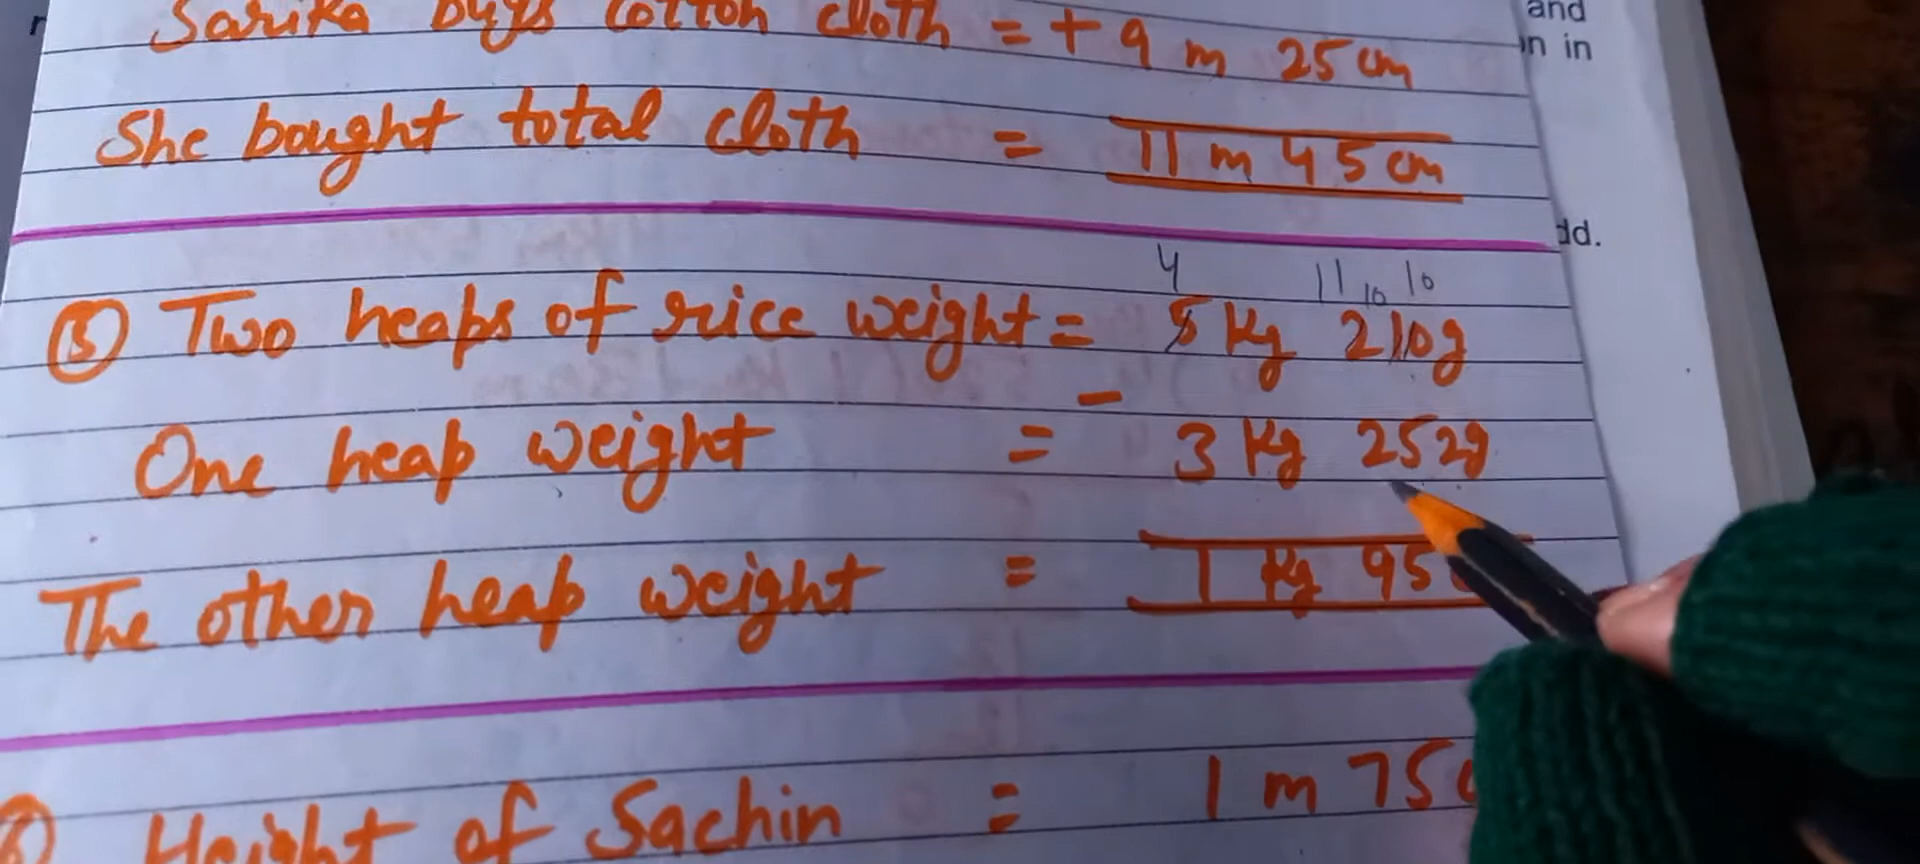 and
Sarika buys cotton cloth = + 9 m 25 cm
n in
She bought total cloth = 11 m 45 cm
dd.
4 11 10 10
(5) Two heaps of rice weight = 5 Kg 210g
-
One heap weight = 3 Kg 252g
The other heap weight = 1 Kg 95
Height of Sachin = 1 m 75